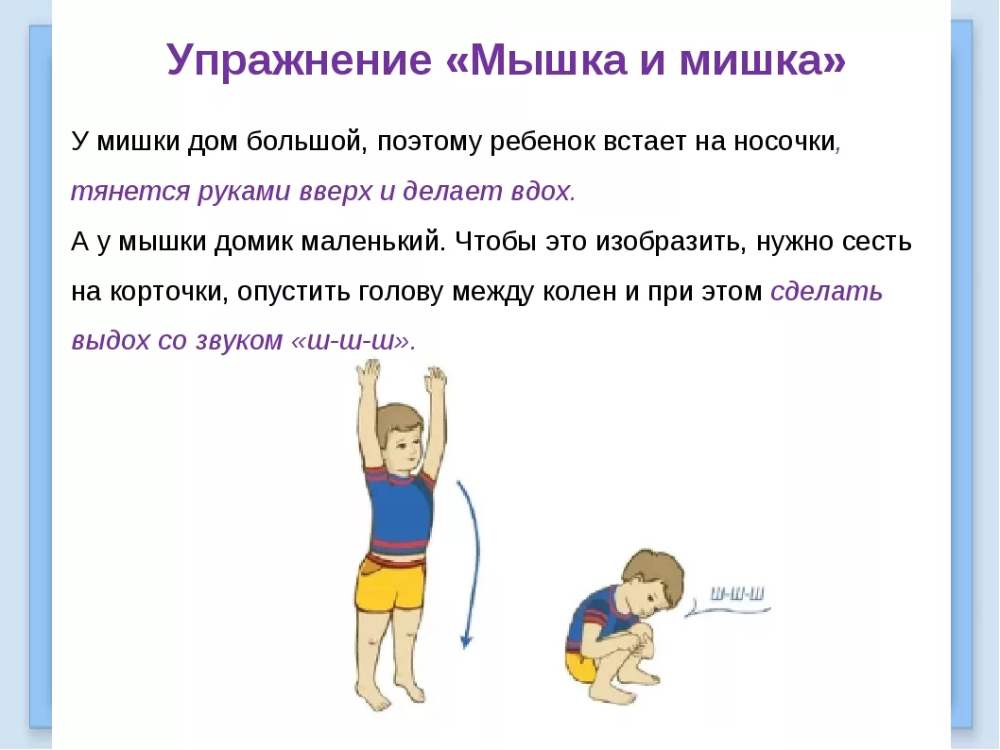 Упражнение «Мышка и мишка»
У мишки дом большой, поэтому ребенок встает на носочки,
тянется руками вверх и делает вдох.
А у мышки домик маленький. Чтобы это изобразить, нужно сесть
на корточки, опустить голову между колен и при этом сделать
выдох со звуком «ш-ш-ш».
Ш-Ш-Ш